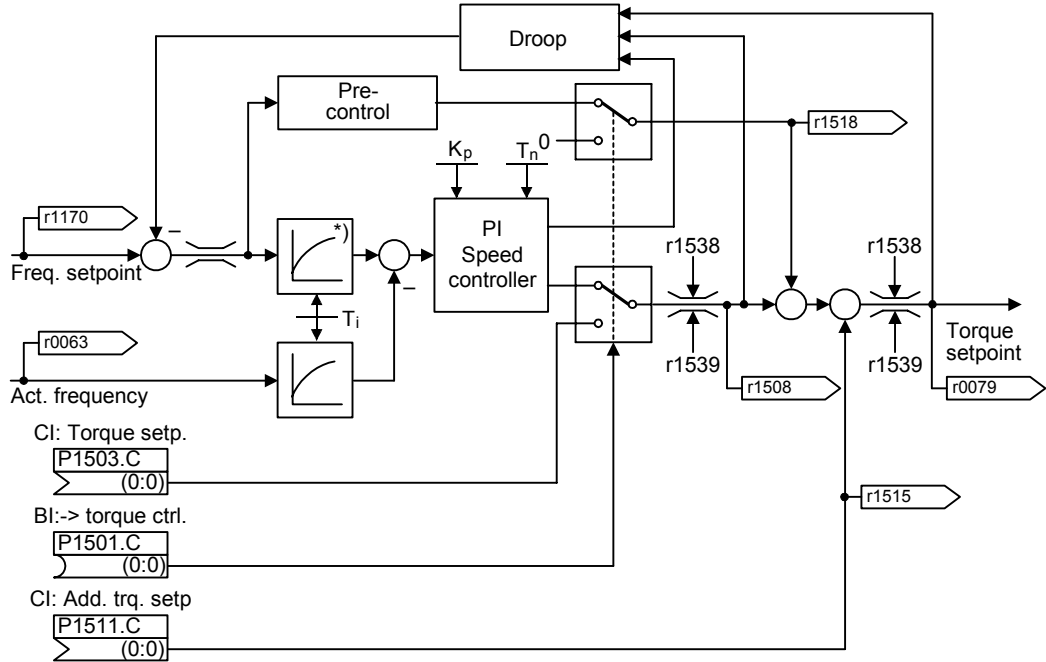 Droop
Pre-
control
r1518
Kp
Tn
0
r1170
*)
PI
Speed
controller
r1538
r1538
Freq. setpoint
Ti
r0063
r1539
r1539
Torque
setpoint
Act. frequency
r1508
r0079
CI: Torque setp.
P1503.C
(0:0)
r1515
BI:-> torque ctrl.
P1501.C
(0:0)
CI: Add. trq. setp
P1511.C
(0:0)